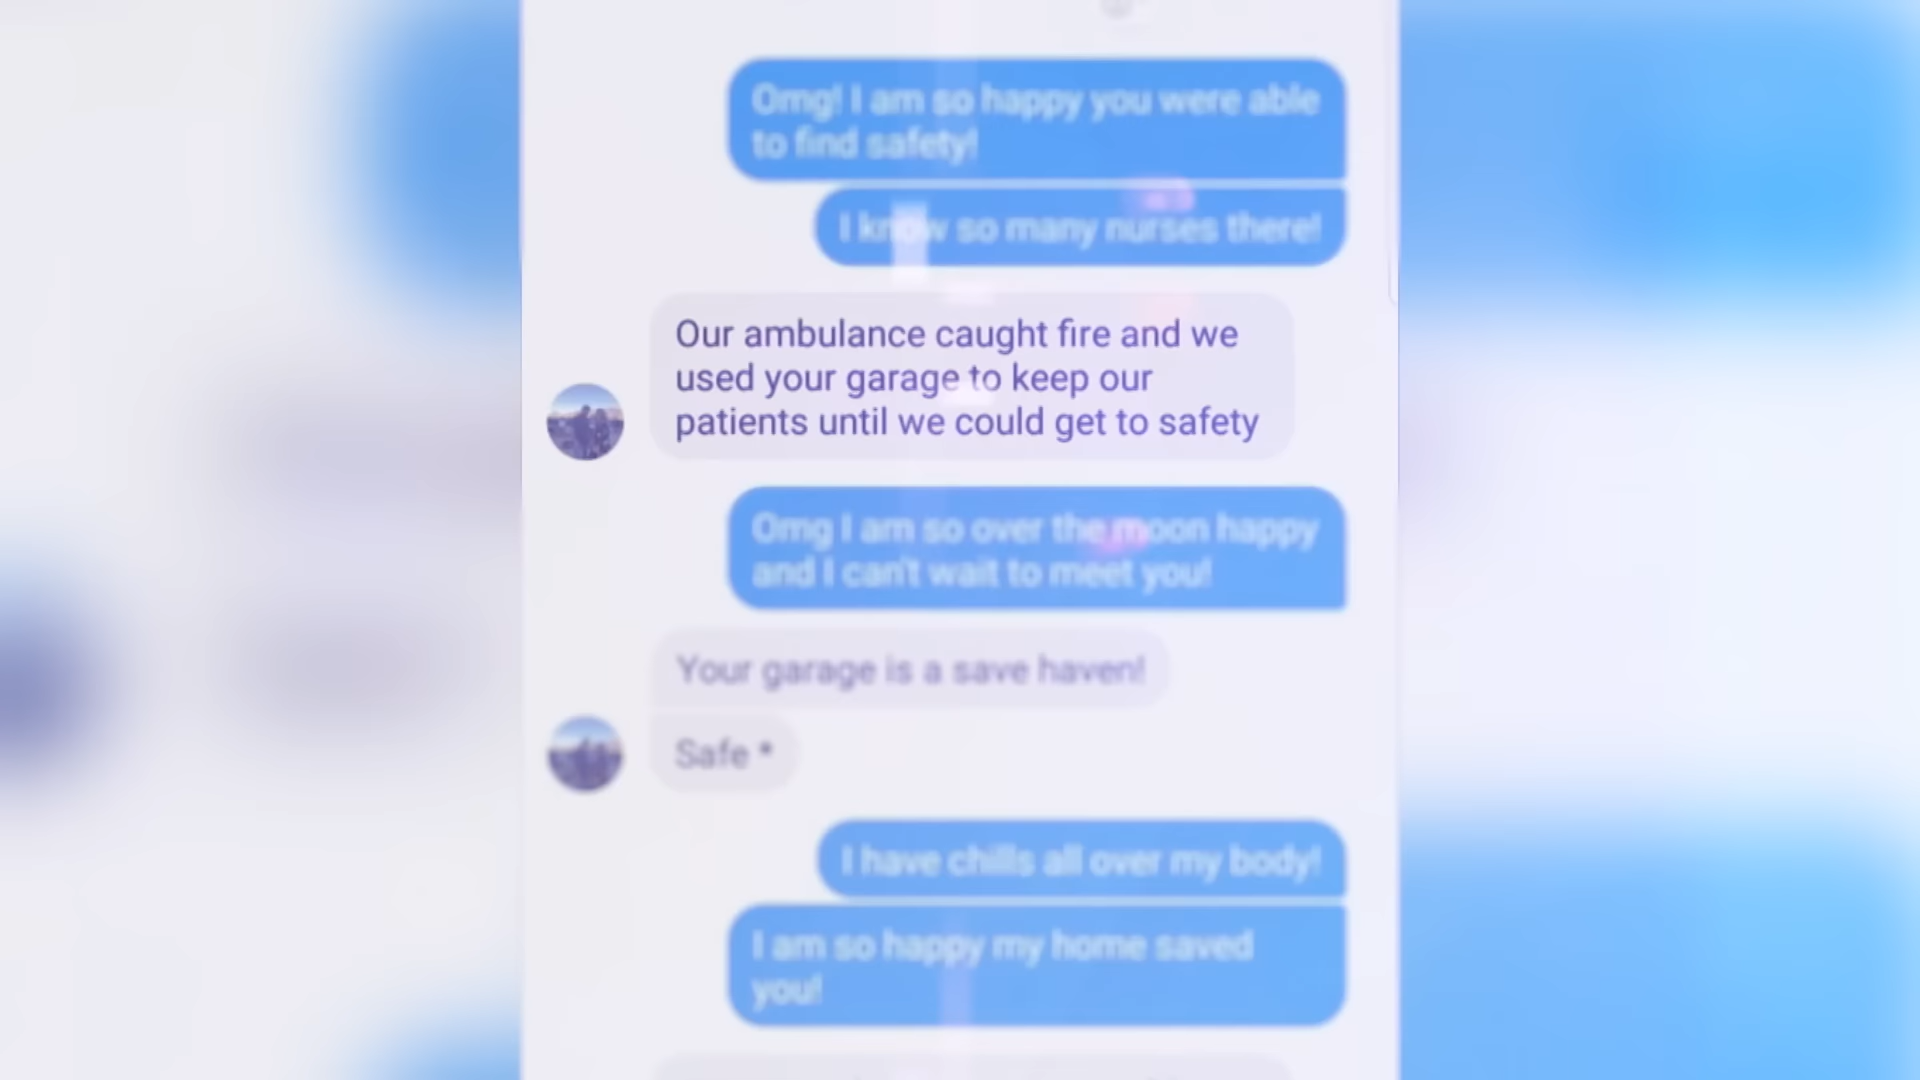 Omg! I am so happy you were able
to find safety!
I know so many nurses there!
Our ambulance caught fire and we
used your garage to keep our
patients until we could get to safety
Omg I am so over the moon happy
and I can't wait to meet you!
Your garage is a save haven!
Safe *
I have chills all over my body!
I am so happy my home saved
you!